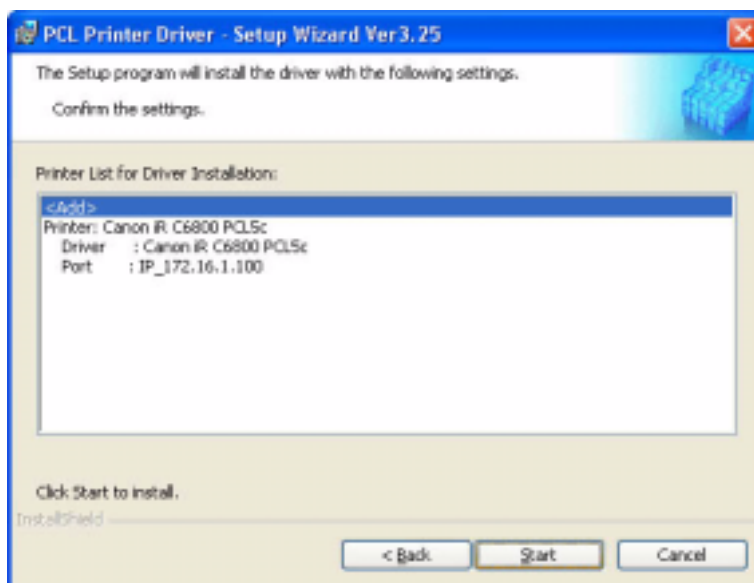 PCL Printer Driver - Setup Wizard Ver3.25
The Setup program will install the driver with the following settings.
Confirm the settings.
Printer List for Driver Installation:
<Add>
Printer: Canon iR C6800 PCL5c
Driver : Canon iR C6800 PCL5c
Port : IP_172.16.1.100
Click Start to install.
InstallShield
< Back
Start
Cancel